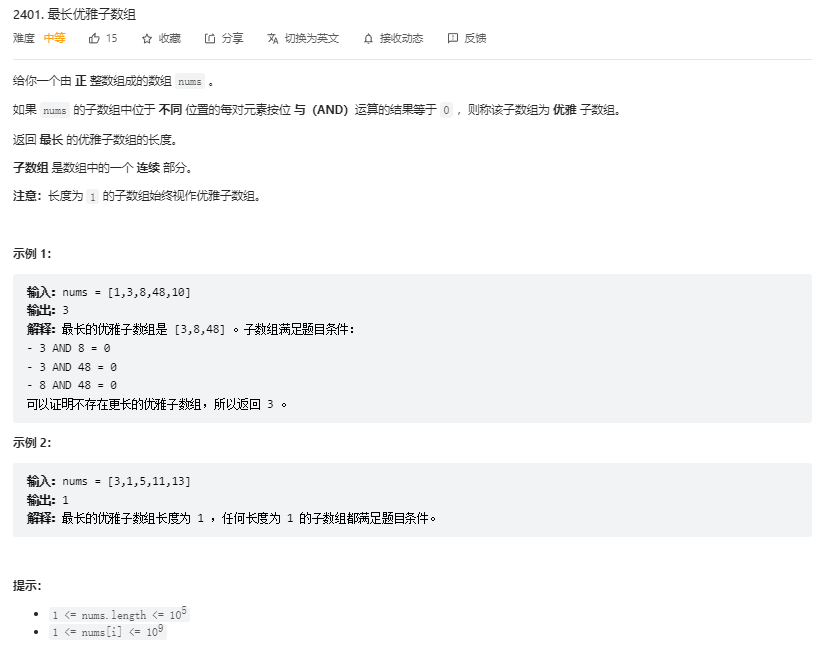 2401. 最长优雅子数组
难度 中等 15 收藏 分享 切换为英文 接收动态 反馈
给你一个由 正 整数组成的数组 nums 。
如果 nums 的子数组中位于 不同 位置的每对元素按位 与（AND）运算的结果等于 0 ，则称该子数组为 优雅 子数组。
返回 最长 的优雅子数组的长度。
子数组 是数组中的一个 连续 部分。
注意：长度为 1 的子数组始终视作优雅子数组。
示例 1：
输入：nums = [1,3,8,48,10]
输出：3
解释：最长的优雅子数组是 [3,8,48] 。子数组满足题目条件：
- 3 AND 8 = 0
- 3 AND 48 = 0
- 8 AND 48 = 0
可以证明不存在更长的优雅子数组，所以返回 3 。
示例 2：
输入：nums = [3,1,5,11,13]
输出：1
解释：最长的优雅子数组长度为 1 ，任何长度为 1 的子数组都满足题目条件。
提示：
• 1 <= nums.length <= 10⁵
• 1 <= nums[i] <= 10⁹